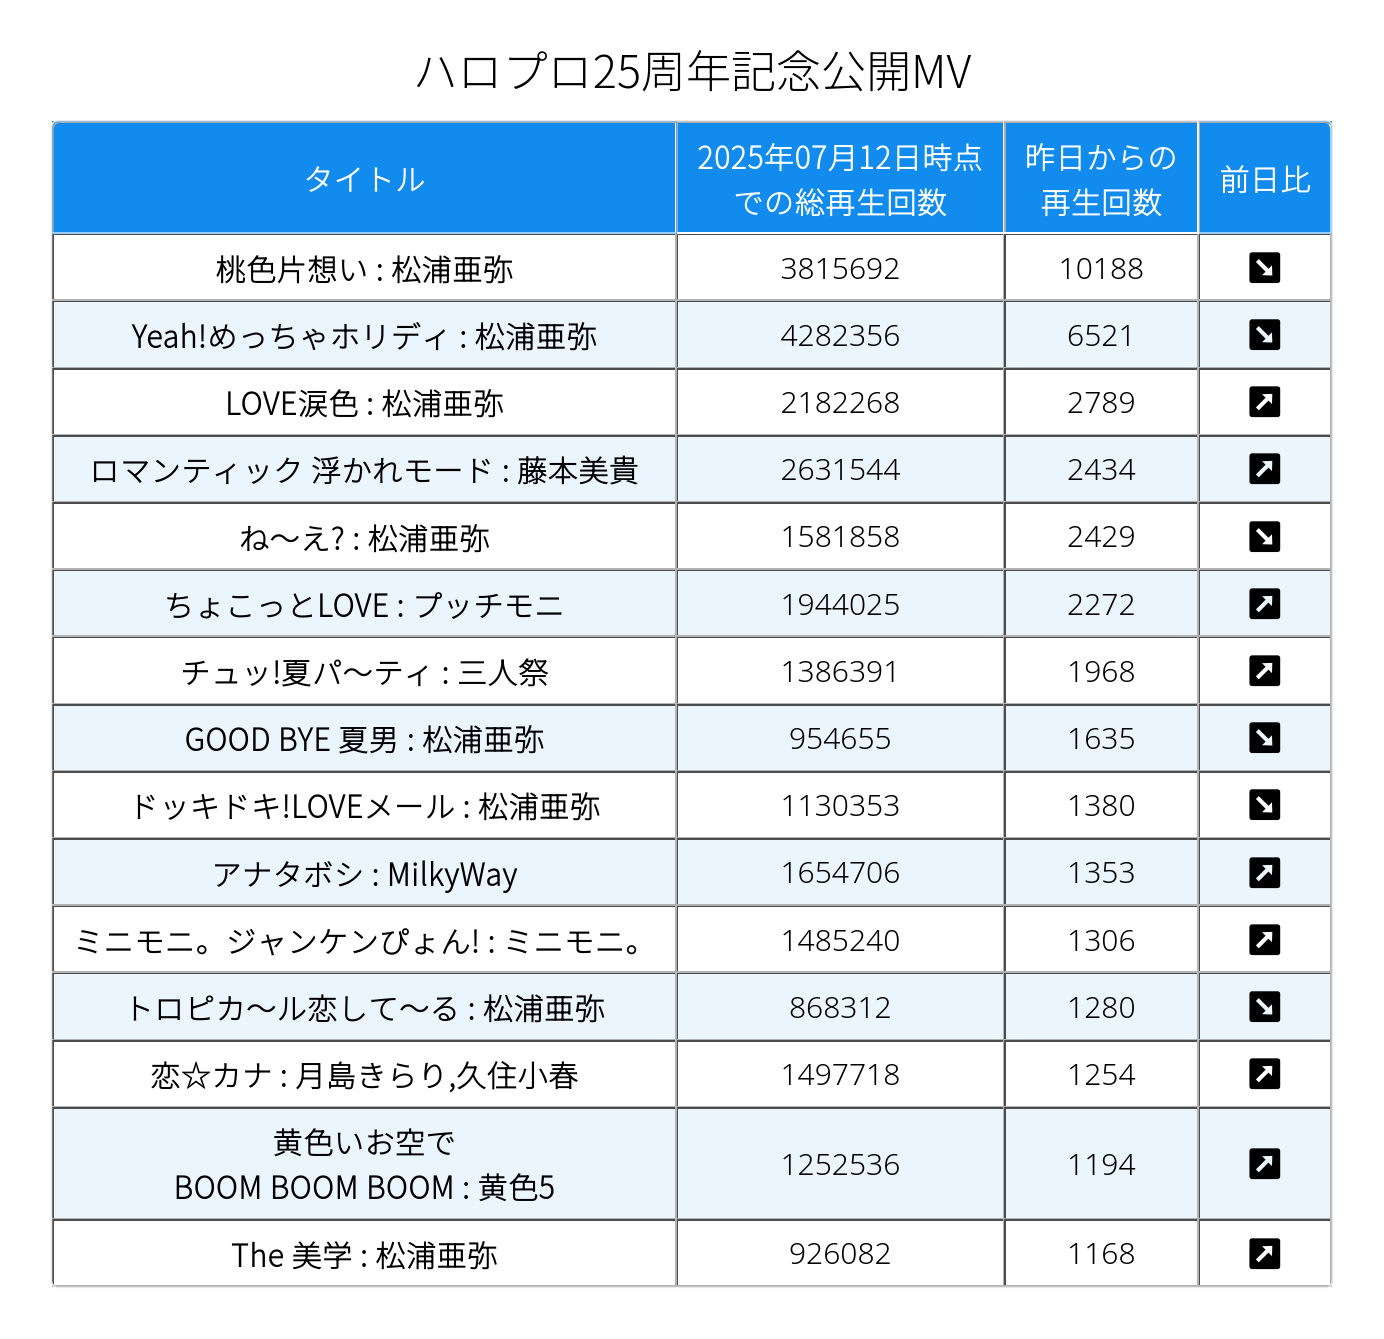 ハロプロ25周年記念公開MV
タイトル 2025年07月12日時点 昨日からの 前日比
での総再生回数 再生回数
桃色片想い : 松浦亜弥 3815692 10188 ↘
Yeah!めっちゃホリディ : 松浦亜弥 4282356 6521 ↘
LOVE涙色 : 松浦亜弥 2182268 2789 ↗
ロマンティック 浮かれモード : 藤本美貴 2631544 2434 ↗
ね～え? : 松浦亜弥 1581858 2429 ↘
ちょこっとLOVE : プッチモニ 1944025 2272 ↗
チュッ!夏パ～ティ : 三人祭 1386391 1968 ↗
GOOD BYE 夏男 : 松浦亜弥 954655 1635 ↘
ドッキドキ!LOVEメール : 松浦亜弥 1130353 1380 ↘
アナタボシ : MilkyWay 1654706 1353 ↗
ミニモニ。ジャンケンぴょん! : ミニモニ。 1485240 1306 ↗
トロピカ～ル恋して～る : 松浦亜弥 868312 1280 ↘
恋☆カナ : 月島きらり,久住小春 1497718 1254 ↗
黄色いお空で
BOOM BOOM BOOM : 黄色5 1252536 1194 ↗
The 美学 : 松浦亜弥 926082 1168 ↗